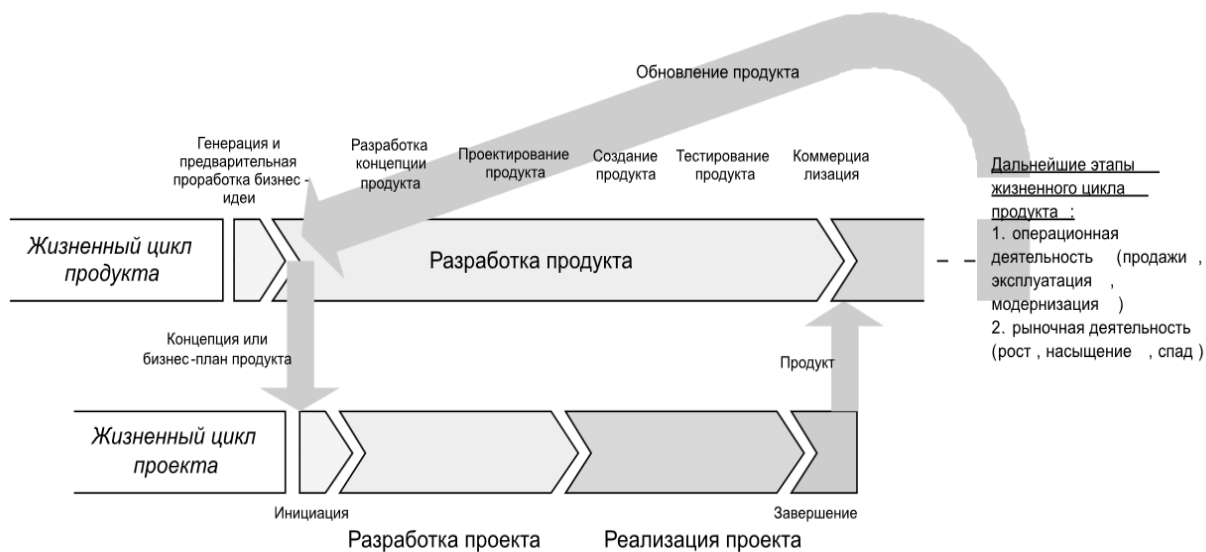 Обновление продукта
Генерация и
предварительная
проработка бизнес -
идеи
Разработка
концепции
продукта
Проектирование
продукта
Создание
продукта
Тестирование
продукта
Коммерциа
лизация
Дальнейшие этапы
жизненного цикла
продукта :
1. операционная
деятельность (продажи ,
эксплуатация ,
модернизация )
2. рыночная деятельность
(рост , насыщение , спад )
Жизненный цикл
продукта
Разработка продукта
Концепция или
бизнес-план продукта
Продукт
Жизненный цикл
проекта
Инициация
Завершение
Разработка проекта
Реализация проекта